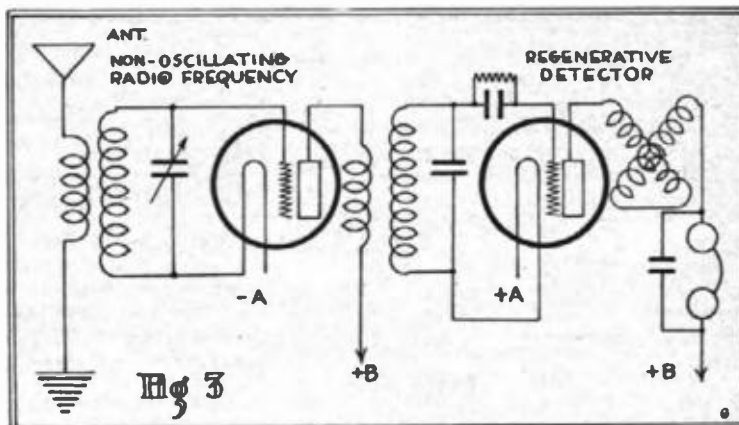 ANT.
NON-OSCILLATING
RADIO FREQUENCY
REGENERATIVE
DETECTOR
-A
+A
+B
+B
Fig 3